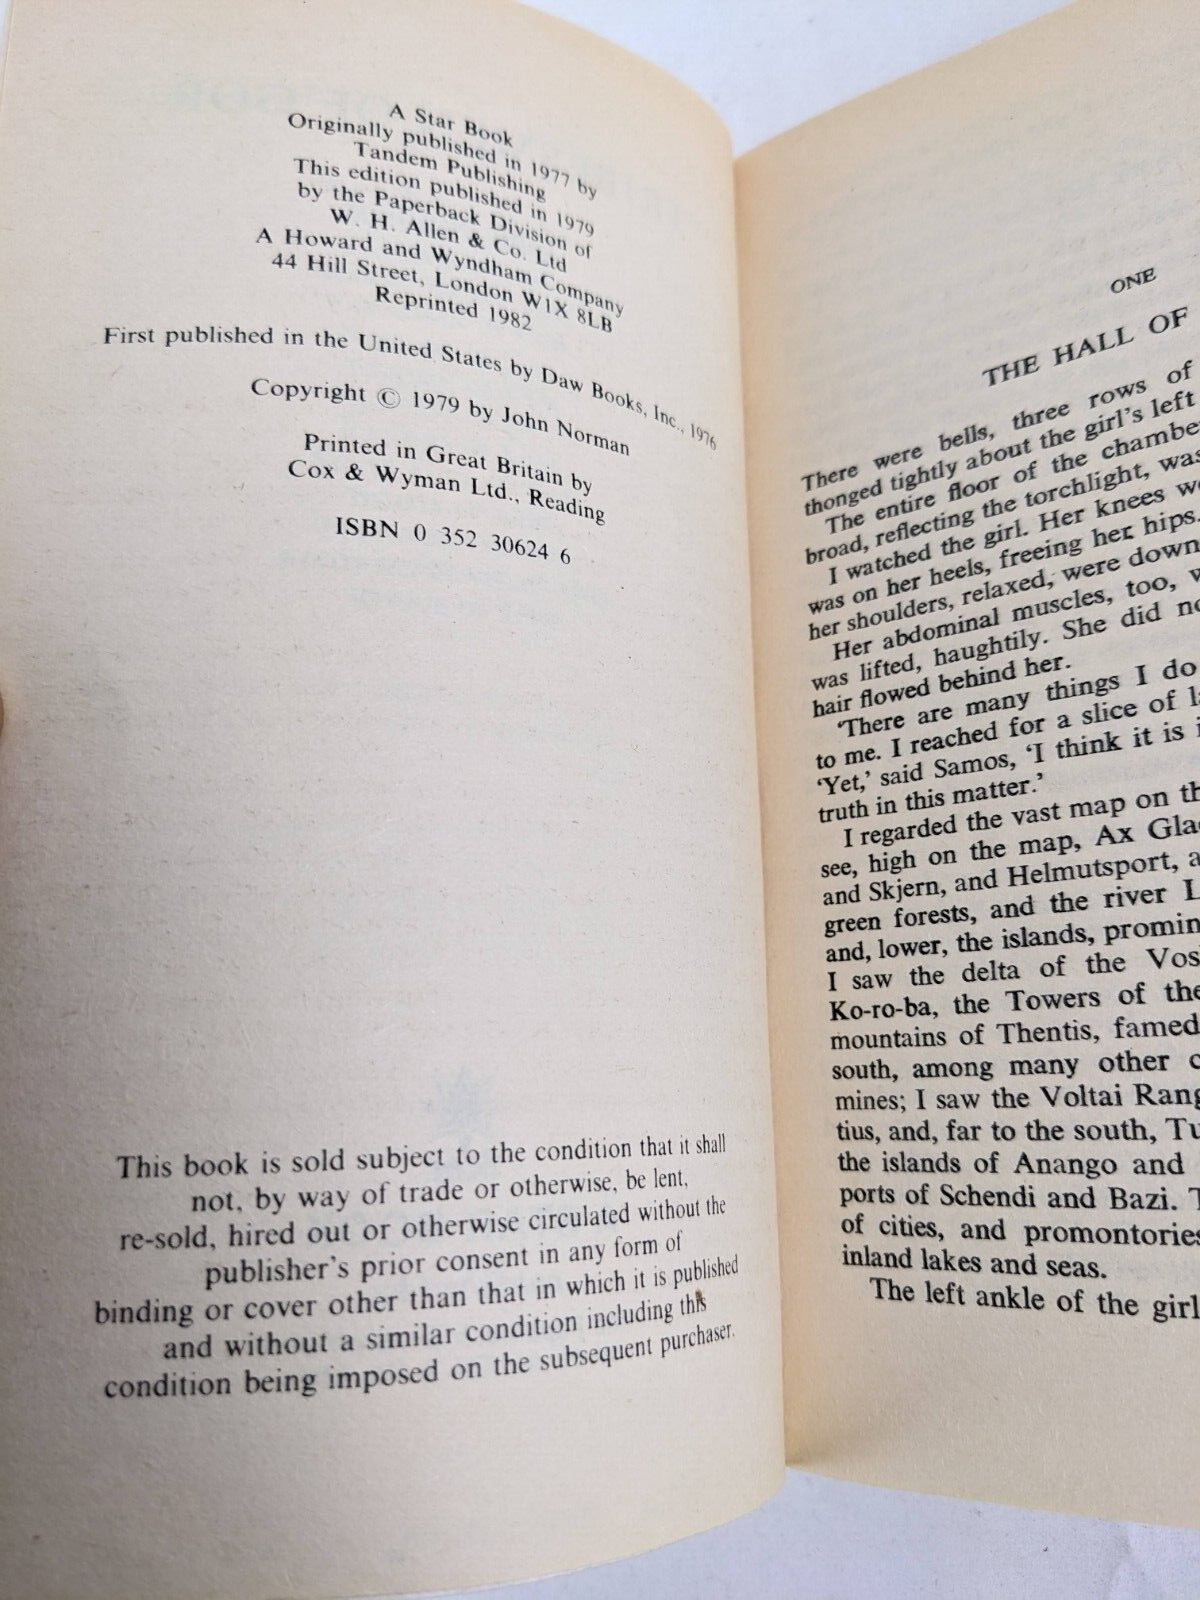 A Star Book
Originally published in 1977 by
Tandem Publishing
This edition published in 1979
by the Paperback Division of
W. H. Allen & Co. Ltd
A Howard and Wyndham Company
44 Hill Street, London W1X 8LB
Reprinted 1982
First published in the United States by Daw Books, Inc., 1976
Copyright © 1979 by John Norman
Printed in Great Britain by
Cox & Wyman Ltd., Reading
ISBN 0 352 30624 6
This book is sold subject to the condition that it shall
not, by way of trade or otherwise, be lent,
re-sold, hired out or otherwise circulated without the
publisher's prior consent in any form of
binding or cover other than that in which it is published
and without a similar condition including this
condition being imposed on the subsequent purchaser.
ONE
THE HALL OF
There were bells, three rows of
thonged tightly about the girl's left
The entire floor of the chamber
broad, reflecting the torchlight, was
I watched the girl. Her knees
was on her heels, freeing her hips.
her shoulders, relaxed, were down
Her abdominal muscles, too,
was lifted, haughtily. She did
hair flowed behind her.
'There are many things I do
to me. I reached for a slice of
'Yet,' said Samos, 'I think it is
truth in this matter.'
I regarded the vast map on
see, high on the map, Ax
and Skjern, and Helmutsport,
green forests, and the river
and, lower, the islands,
I saw the delta of the
Ko-ro-ba, the Towers of the
mountains of Thentis, famed
south, among many other
mines; I saw the Voltai
tius, and, far to the south,
the islands of Anango and
ports of Schendi and Bazi.
of cities, and promontories
inland lakes and seas.
The left ankle of the girl